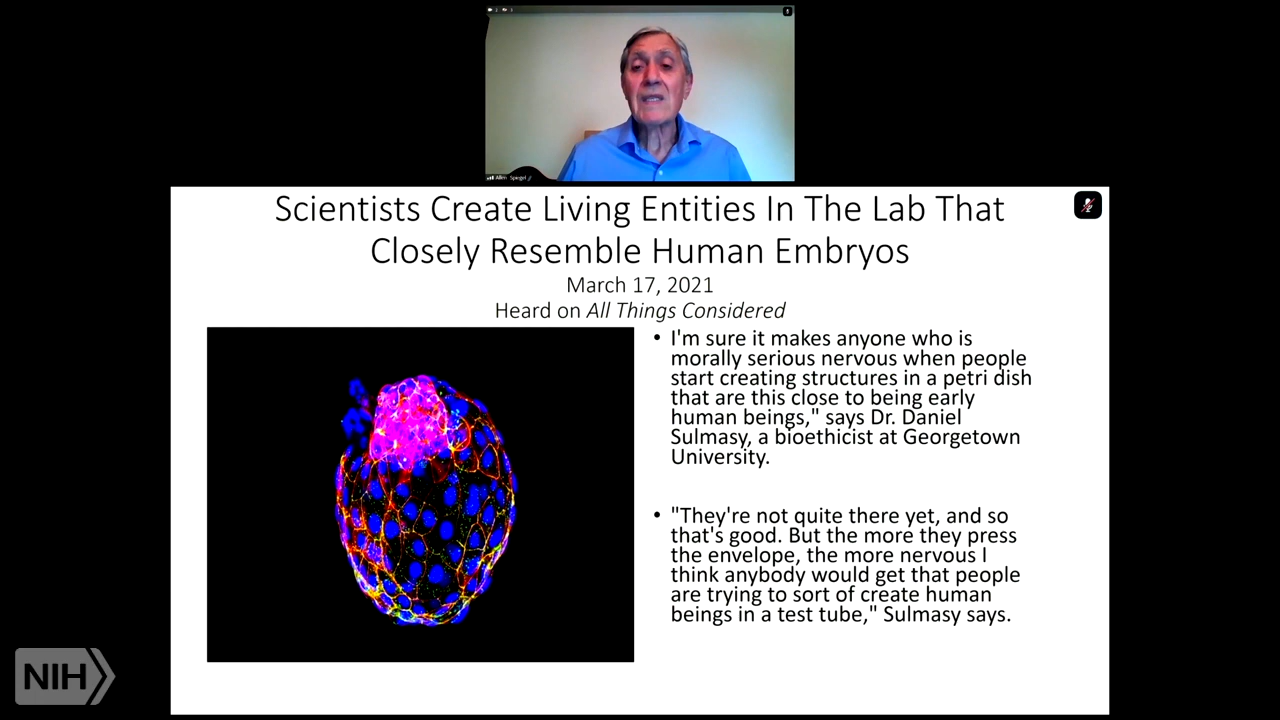 Allen Spiegel
Scientists Create Living Entities In The Lab That
Closely Resemble Human Embryos
March 17, 2021
Heard on All Things Considered
• I'm sure it makes anyone who is
morally serious nervous when people
start creating structures in a petri dish
that are this close to being early
human beings," says Dr. Daniel
Sulmasy, a bioethicist at Georgetown
University.
• "They're not quite there yet, and so
that's good. But the more they press
the envelope, the more nervous I
think anybody would get that people
are trying to sort of create human
beings in a test tube," Sulmasy says.
NIH